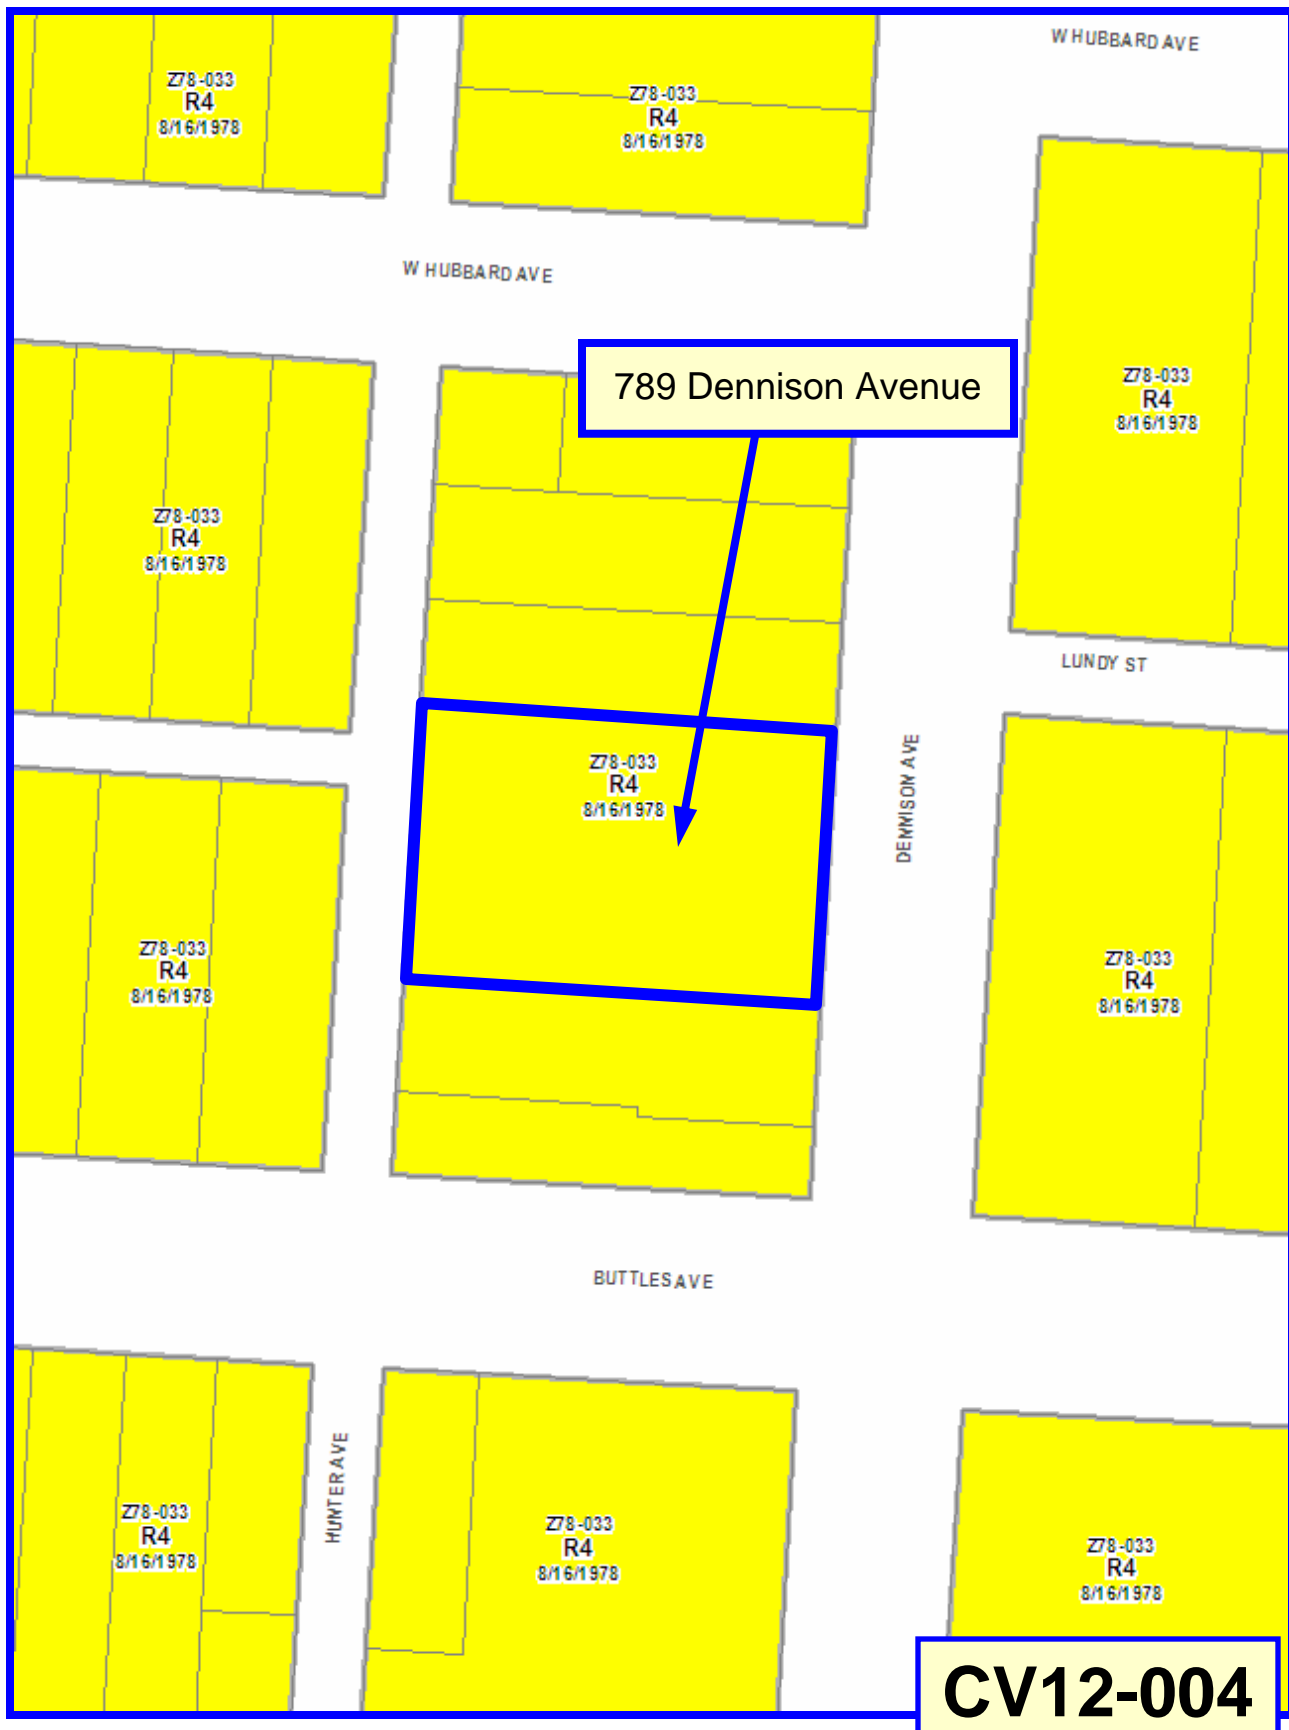 W HUBBARD AVE
Z78-033
R4
8/16/1978
Z78-033
R4
8/16/1978
W HUBBARD AVE
789 Dennison Avenue
Z78-033
R4
8/16/1978
Z78-033
R4
8/16/1978
LUNDY ST
DENNISON AVE
Z78-033
R4
8/16/1978
Z78-033
R4
8/16/1978
Z78-033
R4
8/16/1978
BUTTLES AVE
HUNTER AVE
Z78-033
R4
8/16/1978
Z78-033
R4
8/16/1978
Z78-033
R4
8/16/1978
CV12-004